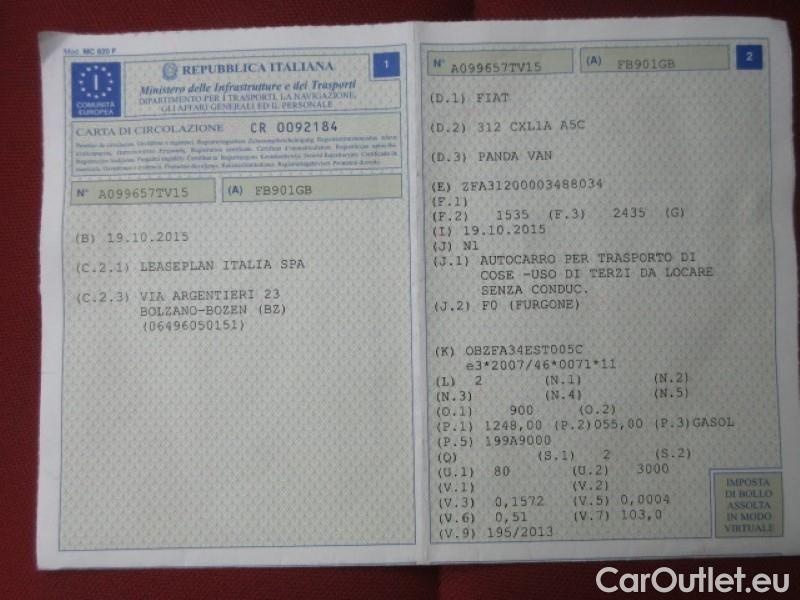 Mod. MC 820 F
REPUBBLICA ITALIANA
1
Ministero delle Infrastrutture e dei Trasporti
DIPARTIMENTO PER I TRASPORTI, LA NAVIGAZIONE,
GLI AFFARI GENERALI ED IL PERSONALE
I
COMUNITÀ
EUROPEA
CARTA DI CIRCOLAZIONE CR 0092184
N° A099657TV15 (A) FB901GB
(B) 19.10.2015
(C.2.1) LEASEPLAN ITALIA SPA
(C.2.3) VIA ARGENTIERI 23
BOLZANO-BOZEN (BZ)
(06496050151)
N° A099657TV15 (A) FB901GB 2
(D.1) FIAT
(D.2) 312 CXL1A A5C
(D.3) PANDA VAN
(E) ZFA31200003488034
(F.1)
(F.2) 1535 (F.3) 2435 (G)
(I) 19.10.2015
(J) N1
(J.1) AUTOCARRO PER TRASPORTO DI
COSE -USO DI TERZI DA LOCARE
SENZA CONDUC.
(J.2) F0 (FURGONE)
(K) OBZFA34EST005C
e3*2007/46*0071*11
(L) 2 (N.1) (N.2)
(N.3) (N.4) (N.5)
(O.1) 900 (O.2)
(P.1) 1248,00 (P.2)055,00 (P.3)GASOL
(P.5) 199A9000
(Q) (S.1) 2 (S.2)
(U.1) 80 (U.2) 3000
(V.1) (V.2)
(V.3) 0,1572 (V.5) 0,0004
(V.6) 0,51 (V.7) 103,0
(V.9) 195/2013
IMPOSTA
DI BOLLO
ASSOLTA
IN MODO
VIRTUALE
CarOutlet.eu